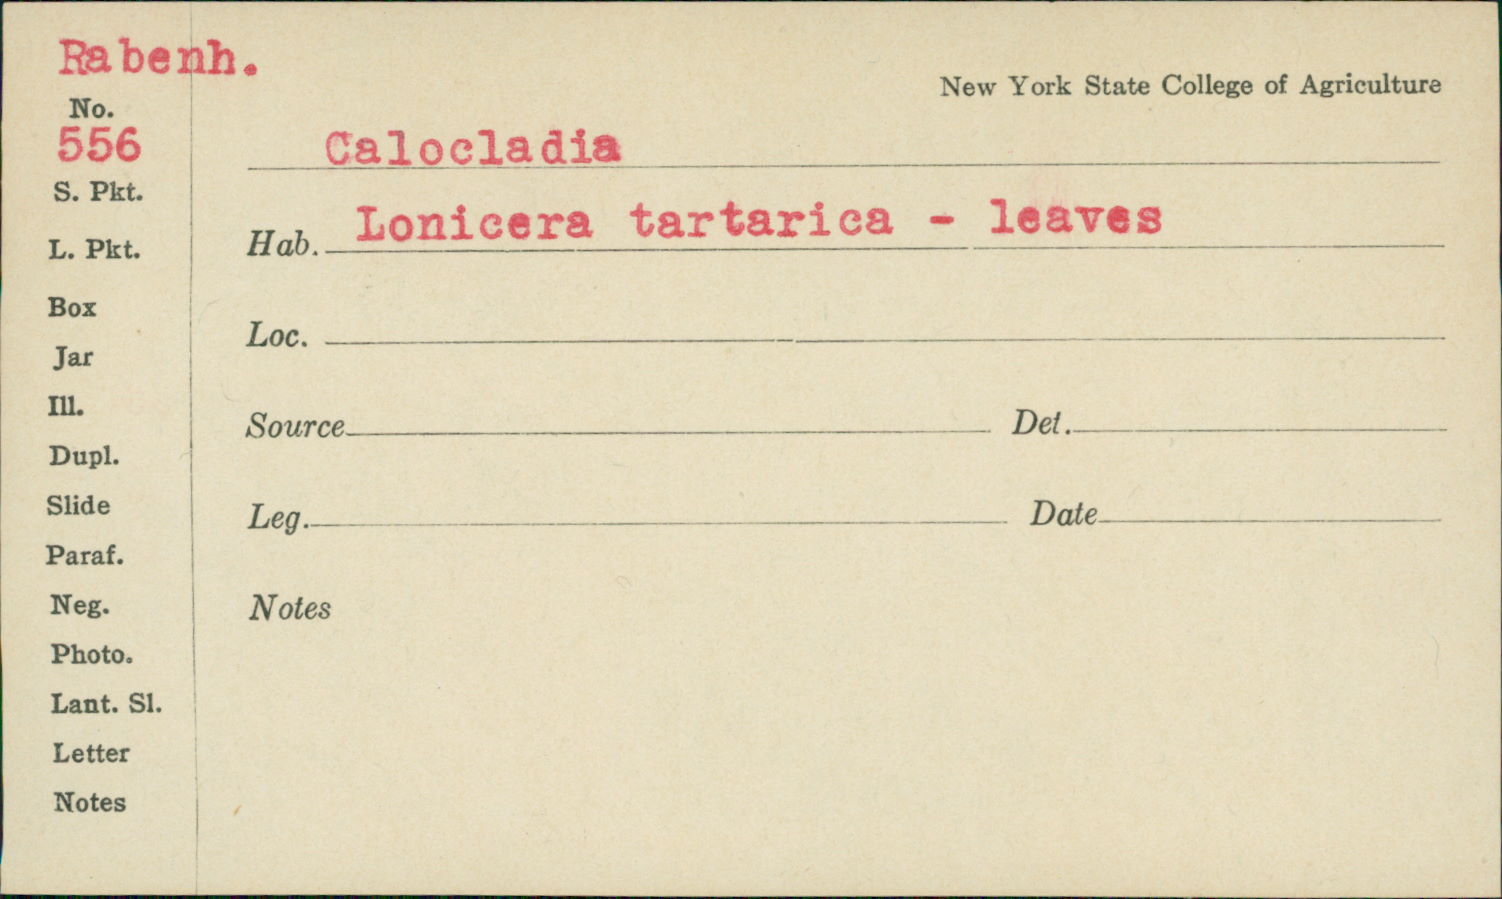 Rabenh.
New York State College of Agriculture
No.
556
Calocladia
S. Pkt.
Hab. Lonicera tartarica - leaves
L. Pkt.
Box
Loc.
Jar
Ill.
Source Det.
Dupl.
Slide
Leg. Date
Paraf.
Neg.
Notes
Photo.
Lant. Sl.
Letter
Notes